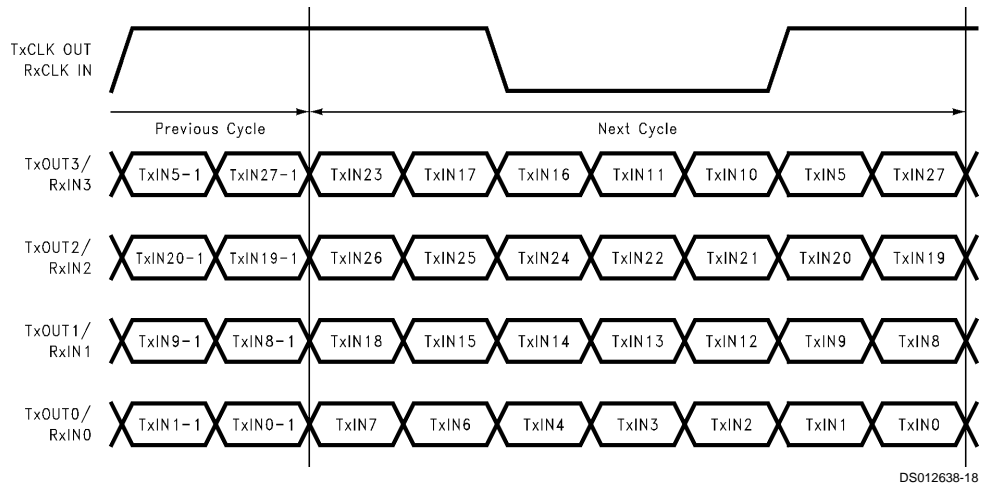 TxCLK OUT
RxCLK IN
Previous Cycle
Next Cycle
TxOUT3/
RxIN3
TxIN5-1 TxIN27-1 TxIN23 TxIN17 TxIN16 TxIN11 TxIN10 TxIN5 TxIN27
TxOUT2/
RxIN2
TxIN20-1 TxIN19-1 TxIN26 TxIN25 TxIN24 TxIN22 TxIN21 TxIN20 TxIN19
TxOUT1/
RxIN1
TxIN9-1 TxIN8-1 TxIN18 TxIN15 TxIN14 TxIN13 TxIN12 TxIN9 TxIN8
TxOUT0/
RxIN0
TxIN1-1 TxIN0-1 TxIN7 TxIN6 TxIN4 TxIN3 TxIN2 TxIN1 TxIN0
DS012638-18